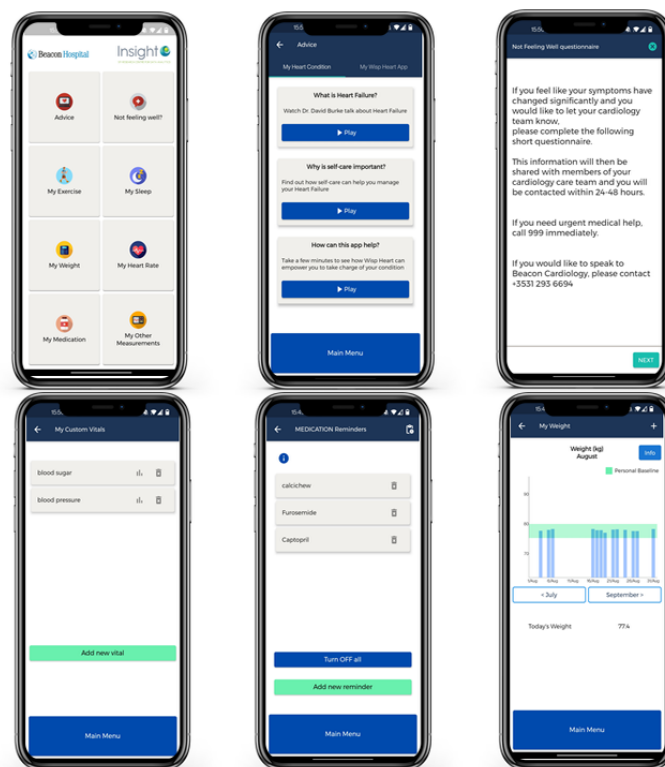 Beacon Hospital
Insight
Advice
Not feeling well?
My Exercise
My Sleep
My Weight
My Heart Rate
My Medication
My Other
Measurements
Advice
My Heart Condition
My Wisp Heart App
What is Heart Failure?
Watch Dr. David Burke talk about Heart Failure
Play
Why is self-care important?
Find out how self-care can help you manage
your Heart Failure
Play
How can this app help?
Take a few minutes to see how Wisp Heart can
empower you to take charge of your condition
Play
Main Menu
Not Feeling Well questionnaire
If you feel like your symptoms have
changed significantly and you
would like to let your cardiology
team know,
please complete the following
short questionnaire.
This information will then be
shared with members of your
cardiology care team and you will
be contacted within 24-48 hours.
If you need urgent medical help,
call 999 immediately.
If you would like to speak to
Beacon Cardiology, please contact
+3531 293 6694
NEXT
My Custom Vitals
blood sugar
blood pressure
Add new vital
Main Menu
MEDICATION Reminders
calcichew
Furosemide
Captopril
Turn OFF all
Add new reminder
Main Menu
My Weight
Weight (kg)
August
Info
Personal Baseline
90
80
70
< July
September >
Today's Weight
77.4
Main Menu